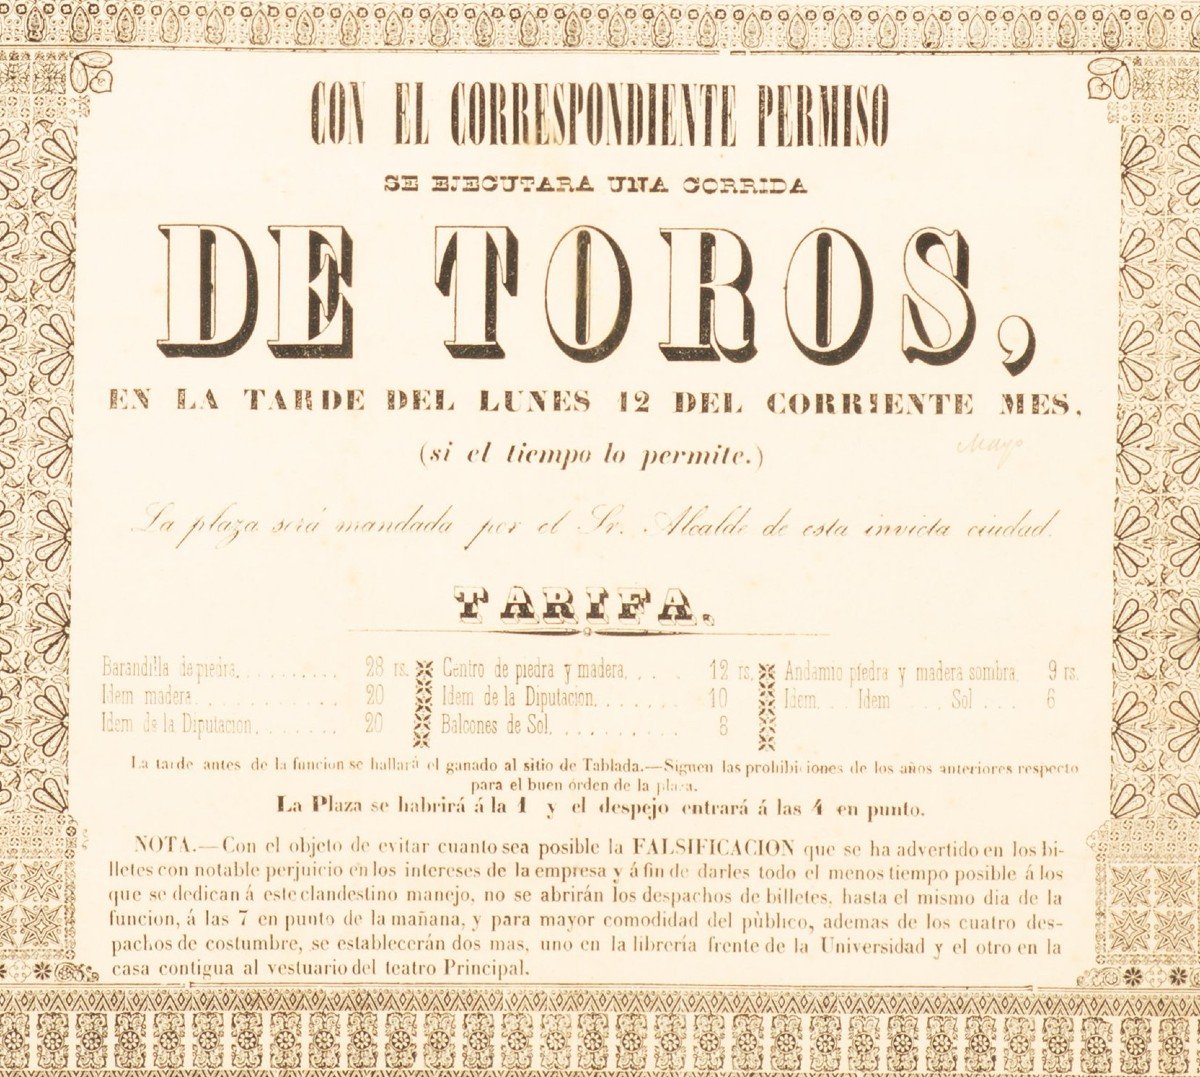 CON EL CORRESPONDIENTE PERMISO
SE EJECUTARA UNA CORRIDA
DE TOROS,
EN LA TARDE DEL LUNES 12 DEL CORRIENTE MES,
Mayo
(si el tiempo lo permite.)
La plaza será mandada por el Sr. Alcalde de esta invicta ciudad.
TARIFA.
Barandilla de piedra. . . . . . . . . . 28 rs.
Idem madera. . . . . . . . . . . . 20
Idem de la Diputacion. . . . . . . . 20
Centro de piedra y madera. . . . . 12 rs.
Idem de la Diputacion. . . . . . . 10
Balcones de Sol. . . . . . . . . . 8
Andamio piedra y madera sombra. 9 rs.
Idem. . . Idem . . . Sol . . . 6
La tarde antes de la funcion se hallará el ganado al sitio de Tablada.—Siguen las prohibiciones de los años anteriores respecto
para el buen órden de la plaza.
La Plaza se habrirá á la 1 y el despejo entrará á las 4 en punto.
NOTA.—Con el objeto de evitar cuanto sea posible la FALSIFICACION que se ha advertido en los bi-
lletes con notable perjuicio en los intereses de la empresa y á fin de darles todo el menos tiempo posible á los
que se dedican á este clandestino manejo, no se abrirán los despachos de billetes, hasta el mismo dia de la
funcion, á las 7 en punto de la mañana, y para mayor comodidad del pùblico, ademas de los cuatro des-
pachos de costumbre, se establecerán dos mas, uno en la librería frente de la Universidad y el otro en la
casa contigua al vestuario del teatro Principal.